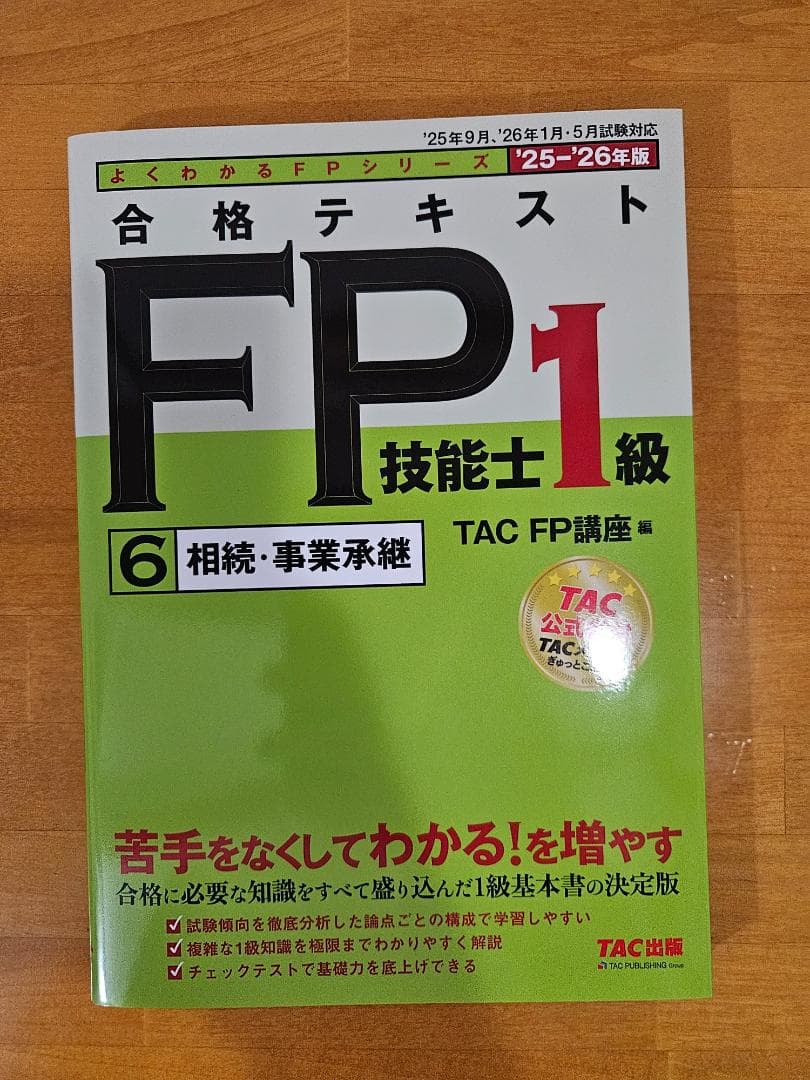 '25年9月、'26年1月・5月試験対応
よくわかるFPシリーズ '25-'26年版
合格テキスト
FP技能士1級
TAC FP講座 編
6 相続・事業承継
TAC
公式
TAC
ぎゅっとこ
苦手をなくしてわかる!を増やす
合格に必要な知識をすべて盛り込んだ1級基本書の決定版
試験傾向を徹底分析した論点ごとの構成で学習しやすい
複雑な1級知識を極限までわかりやすく解説
チェックテストで基礎力を底上げできる
TAC出版
TAC PUBLISHING Group